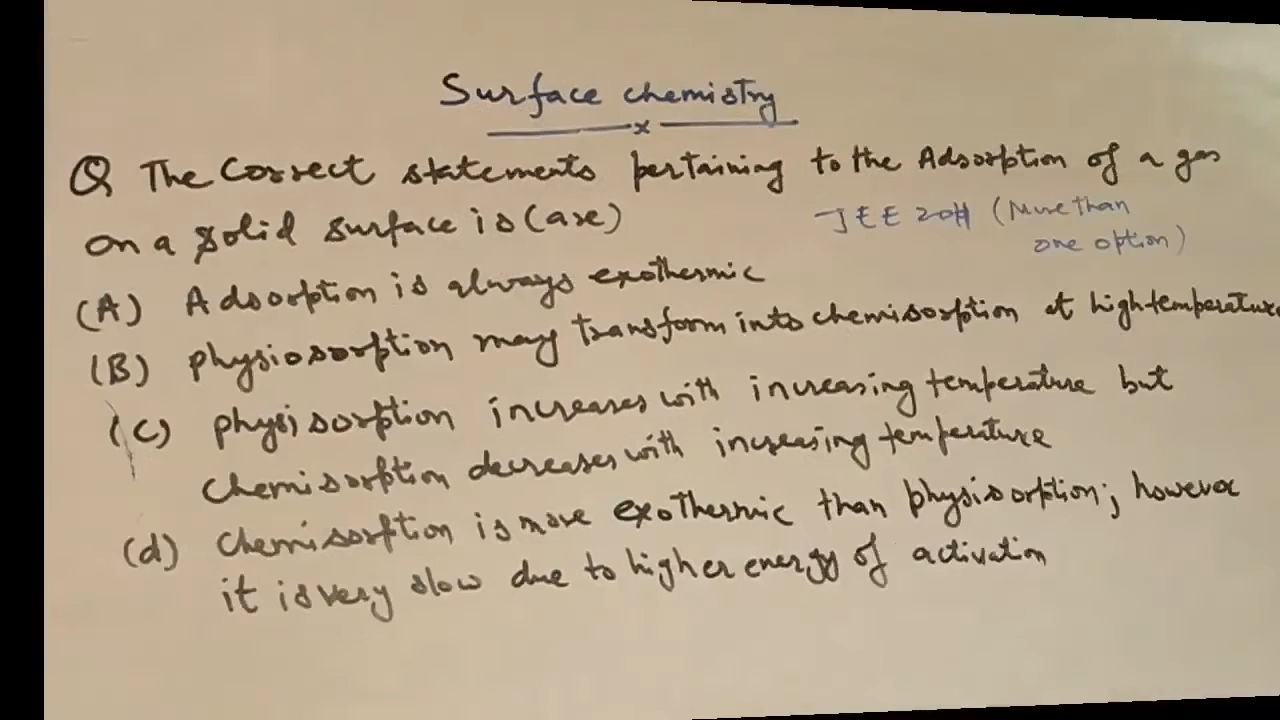 Surface chemistry
x
Q The Correct statements pertaining to the Adsorption of a gas
on a solid surface is (are)
JEE 2011 (More than
one option)
(A) Adsorption is always exothermic
(B) physiosorption may transform into chemisorption at high temperature
(C) physisorption increases with increasing temperature but
chemisorption decreases with increasing temperature
(d) chemisorption is more exothermic than physisorption; however
it is very slow due to higher energy of activation